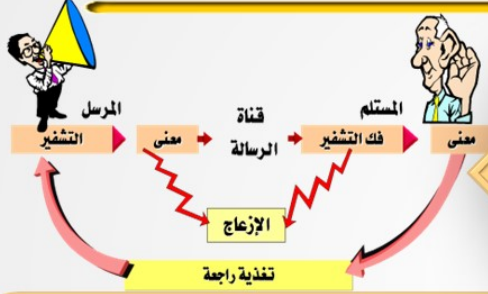 المرسل
التشفير
معنى
قناة
الرسالة
المستلم
فك التشفير
معنى
الإزعاج
تغذية راجعة